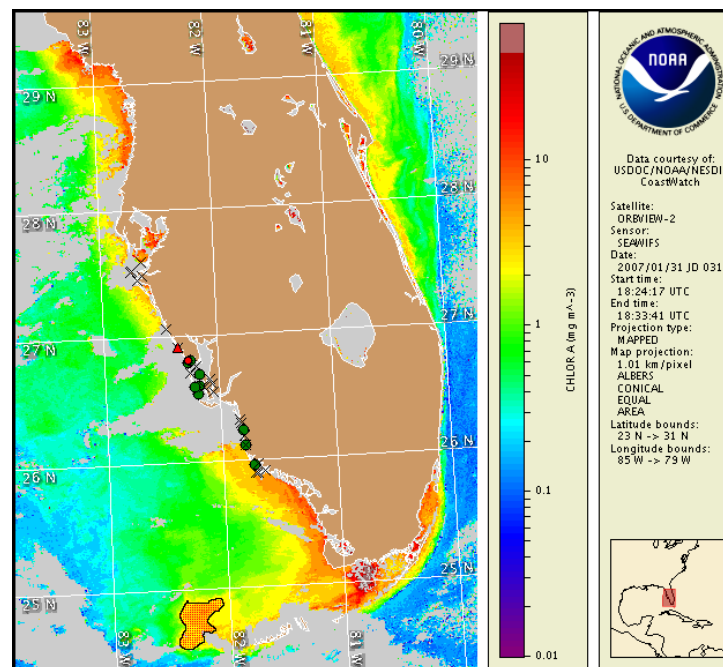 83 W
82 W
81 W
80 W
29 N
29 N
28 N
28 N
27 N
27 N
26 N
26 N
25 N
25 N
83 W
82 W
81 W
10
1
0.1
0.01
CHLOR A (mg m^-3)
NATIONAL OCEANIC AND ATMOSPHERIC ADMINISTRATION
NOAA
U.S. DEPARTMENT OF COMMERCE
Data courtesy of:
USDOC/NOAA/NESDI
CoastWatch
Satellite:
ORBVIEW-2
Sensor:
SEAWIFS
Date:
2007/01/31 JD 031
Start time:
18:24:17 UTC
End time:
18:33:41 UTC
Projection type:
MAPPED
Map projection:
1.01 km/pixel
ALBERS
CONICAL
EQUAL
AREA
Latitude bounds:
23 N -> 31 N
Longitude bounds:
85 W -> 79 W